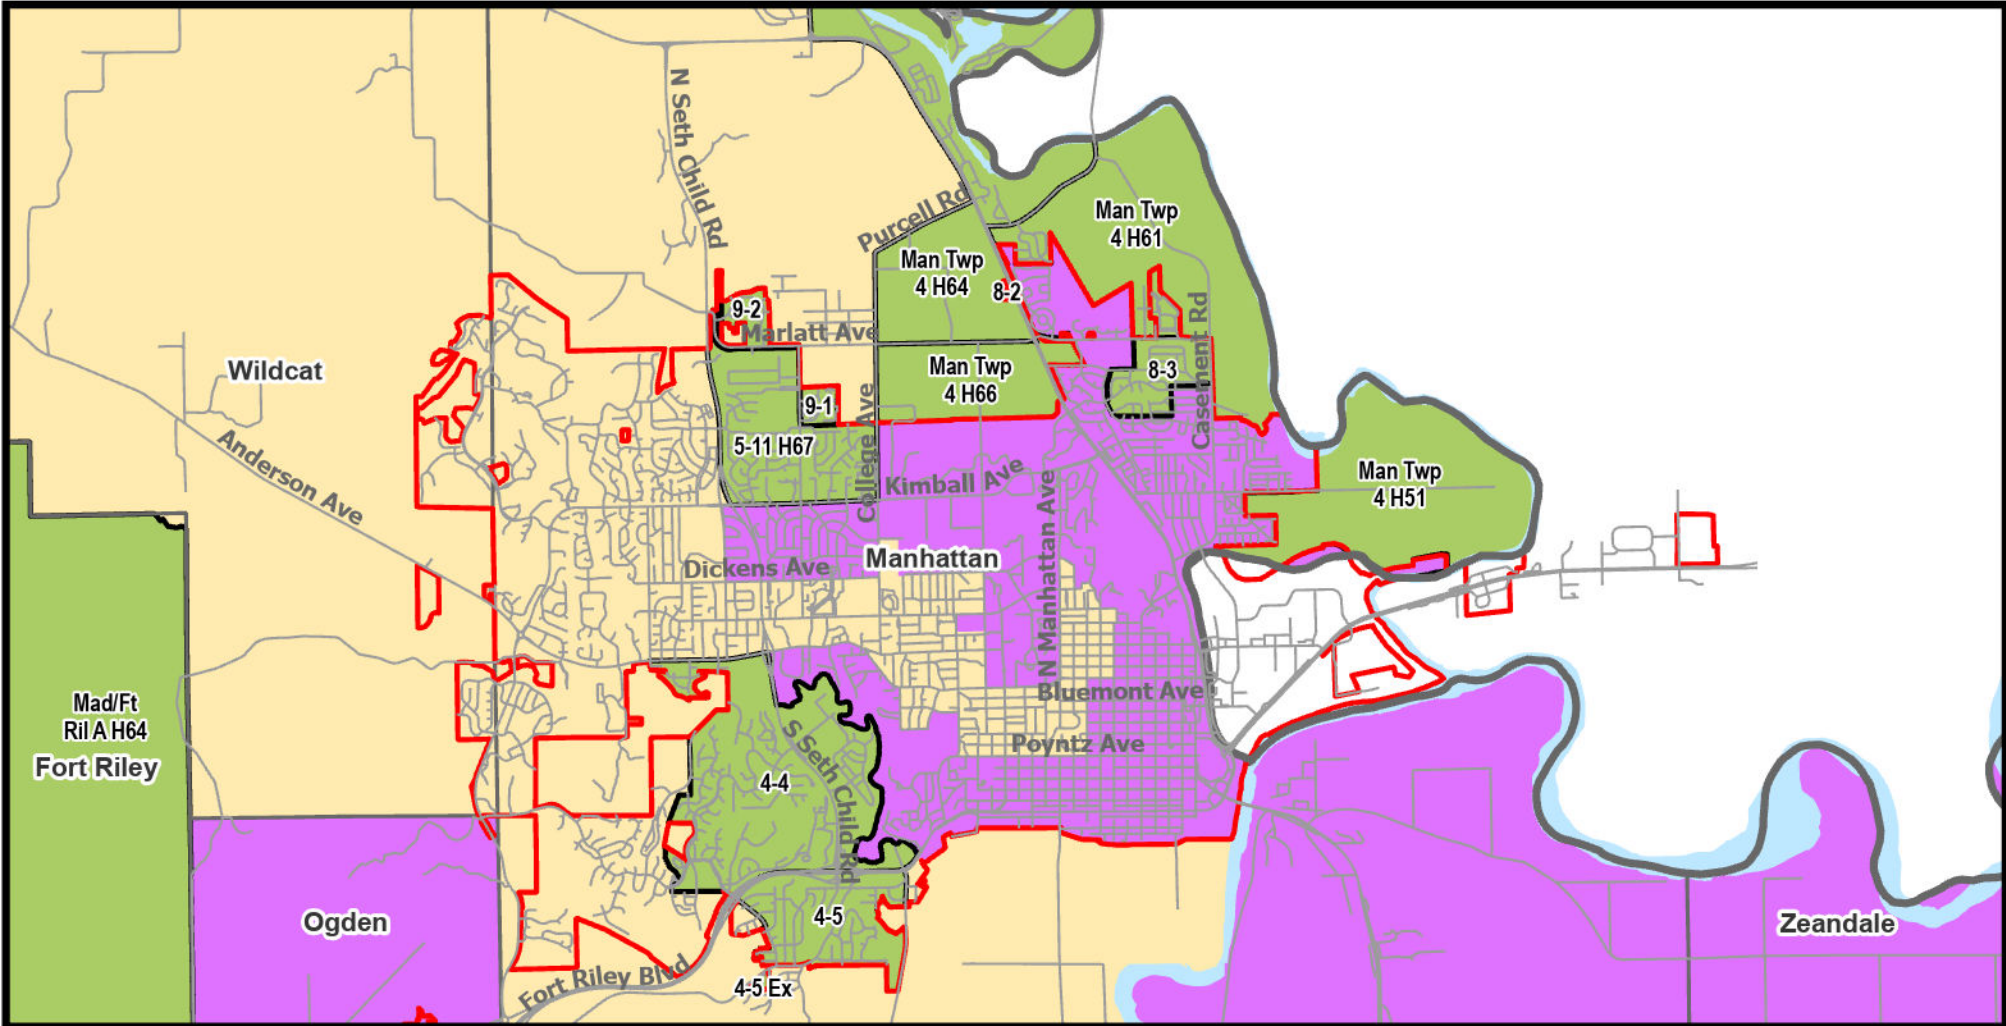 N Seth Child Rd
Purcell Rd
Man Twp
4 H61
Man Twp
4 H64
8-2
9-2
Marlatt Ave
Casement Rd
Wildcat
Man Twp
4 H66
8-3
9-1
College Ave
5-11 H67
Anderson Ave
Kimball Ave
Man Twp
4 H51
N Manhattan Ave
Manhattan
Dickens Ave
Bluemont Ave
Mad/Ft
Ril A H64
Fort Riley
Poyntz Ave
S Seth Child Rd
4-4
Ogden
4-5
Zeandale
Fort Riley Blvd
4-5 Ex